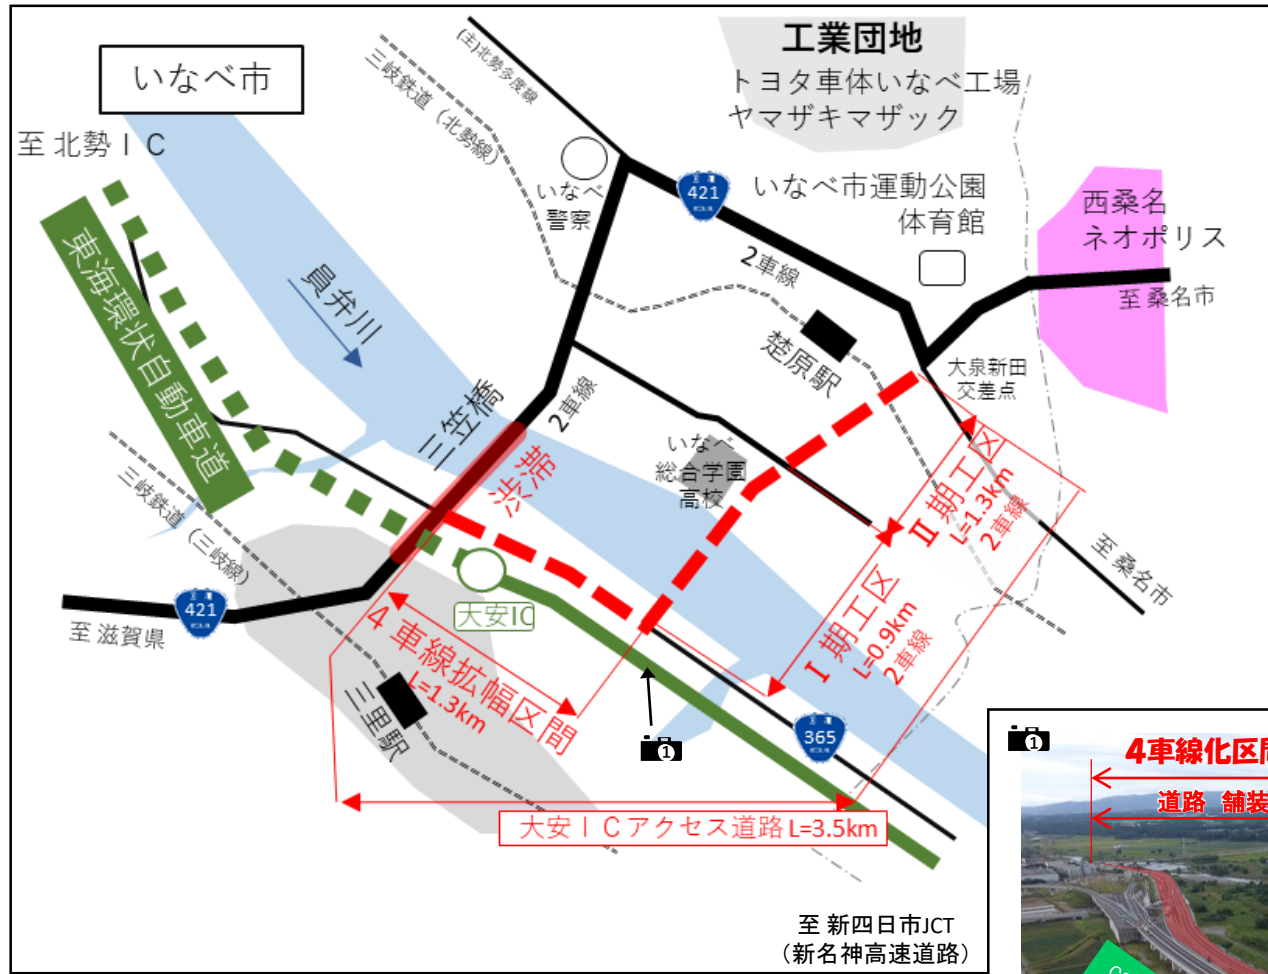 いなべ市
至 北勢ＩＣ
東海環状自動車道
三岐鉄道（北勢線）
(主)北勢多度線
いなべ
警察
工業団地
トヨタ車体いなべ工場
ヤマザキマザック
421
2車線
いなべ市運動公園
体育館
西桑名
ネオポリス
至 桑名市
員弁川
楚原駅
大泉新田
交差点
三笠橋
2車線
渋滞
いなべ
総合学園
高校
Ⅱ期工区
L=1.3km
2車線
至 桑名市
三岐鉄道（三岐線）
421
至 滋賀県
大安IC
4車線拡幅区間
L=1.3km
Ⅰ期工区
L=0.9km
2車線
三里駅
1
365
大安ＩＣアクセス道路 L=3.5km
至 新四日市JCT
（新名神高速道路）
1
4車線化区間
道路 舗装